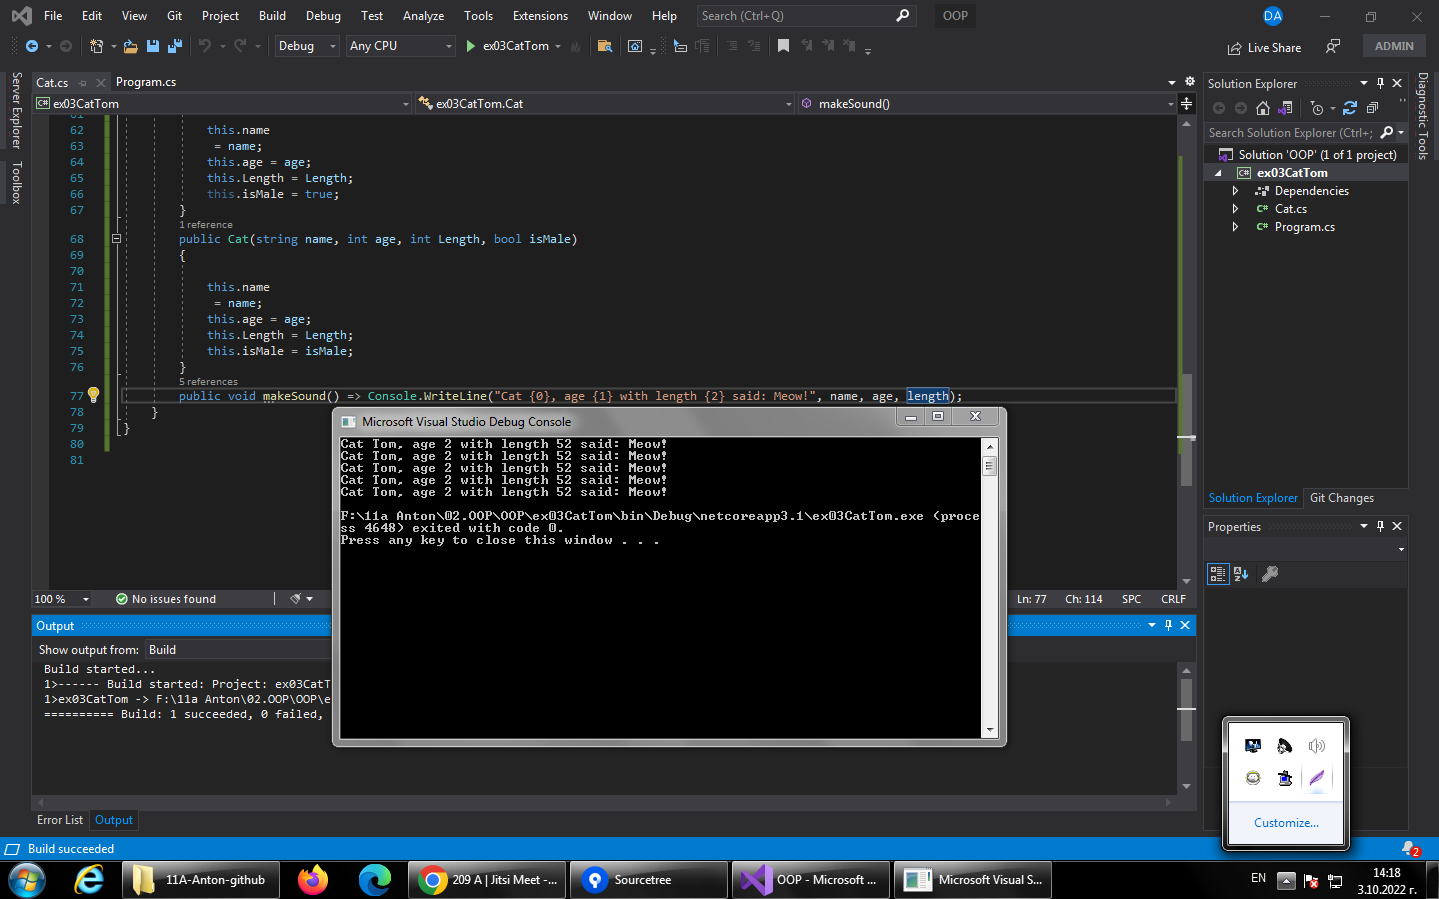 File Edit View Git Project Build Debug Test Analyze Tools Extensions Window Help Search (Ctrl+Q) OOP DA
Debug Any CPU ex03CatTom Live Share ADMIN
Server Explorer
Toolbox
Cat.cs Program.cs
ex03CatTom ex03CatTom.Cat makeSound()
61
62 this.name
63 = name;
64 this.age = age;
65 this.Length = Length;
66 this.isMale = true;
67 }
1 reference
68 public Cat(string name, int age, int Length, bool isMale)
69 {
70
71 this.name
72 = name;
73 this.age = age;
74 this.Length = Length;
75 this.isMale = isMale;
76 }
5 references
77 public void makeSound() => Console.WriteLine("Cat {0}, age {1} with length {2} said: Meow!", name, age, length);
78 }
79 }
80
81
Microsoft Visual Studio Debug Console
Cat Tom, age 2 with length 52 said: Meow!
Cat Tom, age 2 with length 52 said: Meow!
Cat Tom, age 2 with length 52 said: Meow!
Cat Tom, age 2 with length 52 said: Meow!
Cat Tom, age 2 with length 52 said: Meow!
F:\11a Anton\02.OOP\OOP\ex03CatTom\bin\Debug\netcoreapp3.1\ex03CatTom.exe (proce
ss 4648) exited with code 0.
Press any key to close this window . . .
100 % No issues found Ln: 77 Ch: 114 SPC CRLF
Output
Show output from: Build
Build started...
1>------ Build started: Project: ex03CatT
1>ex03CatTom -> F:\11a Anton\02.OOP\OOP\e
========== Build: 1 succeeded, 0 failed,
Error List Output
Build succeeded
Solution Explorer
Search Solution Explorer (Ctrl+;
Solution 'OOP' (1 of 1 project)
ex03CatTom
Dependencies
Cat.cs
Program.cs
Solution Explorer Git Changes
Properties
Diagnostic Tools
Customize...
2
11A-Anton-github 209 A | Jitsi Meet -... Sourcetree OOP - Microsoft ... Microsoft Visual S... EN 14:18
3.10.2022 г.